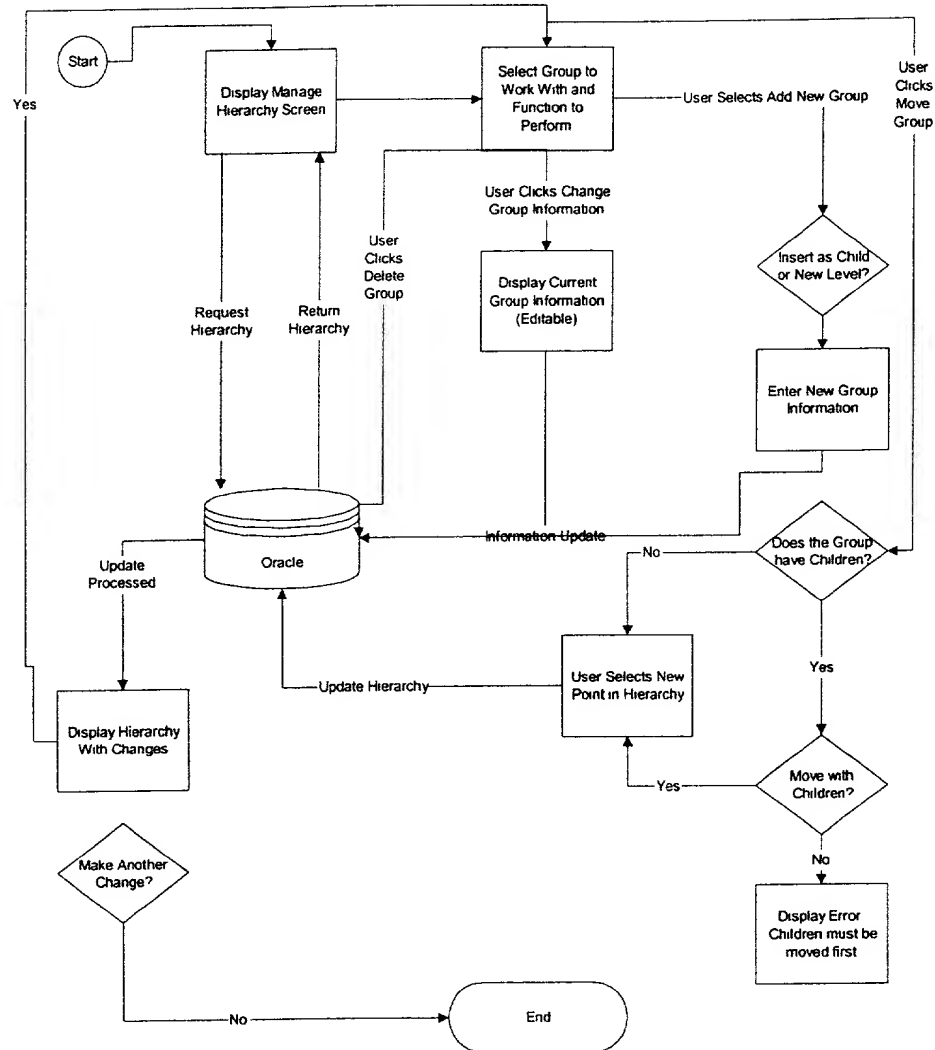 Start
Display Manage
Hierarchy Screen
Select Group to
Work With and
Function to
Perform
User Selects Add New Group
User
Clicks
Move
Group
Yes
User Clicks Change
Group Information
User
Clicks
Delete
Group
Insert as Child
or New Level?
Display Current
Group Information
(Editable)
Request
Hierarchy
Return
Hierarchy
Enter New Group
Information
Information Update
Oracle
Does the Group
have Children?
No
Update
Processed
Yes
User Selects New
Point in Hierarchy
Update Hierarchy
Display Hierarchy
With Changes
Move with
Children?
Yes
No
Make Another
Change?
Display Error
Children must be
moved first
No
End